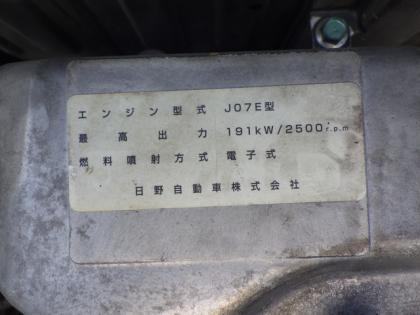 エンジン型式 J07E型
最高出力 191kW/2500r.p.m
燃料噴射方式 電子式
日野自動車株式会社